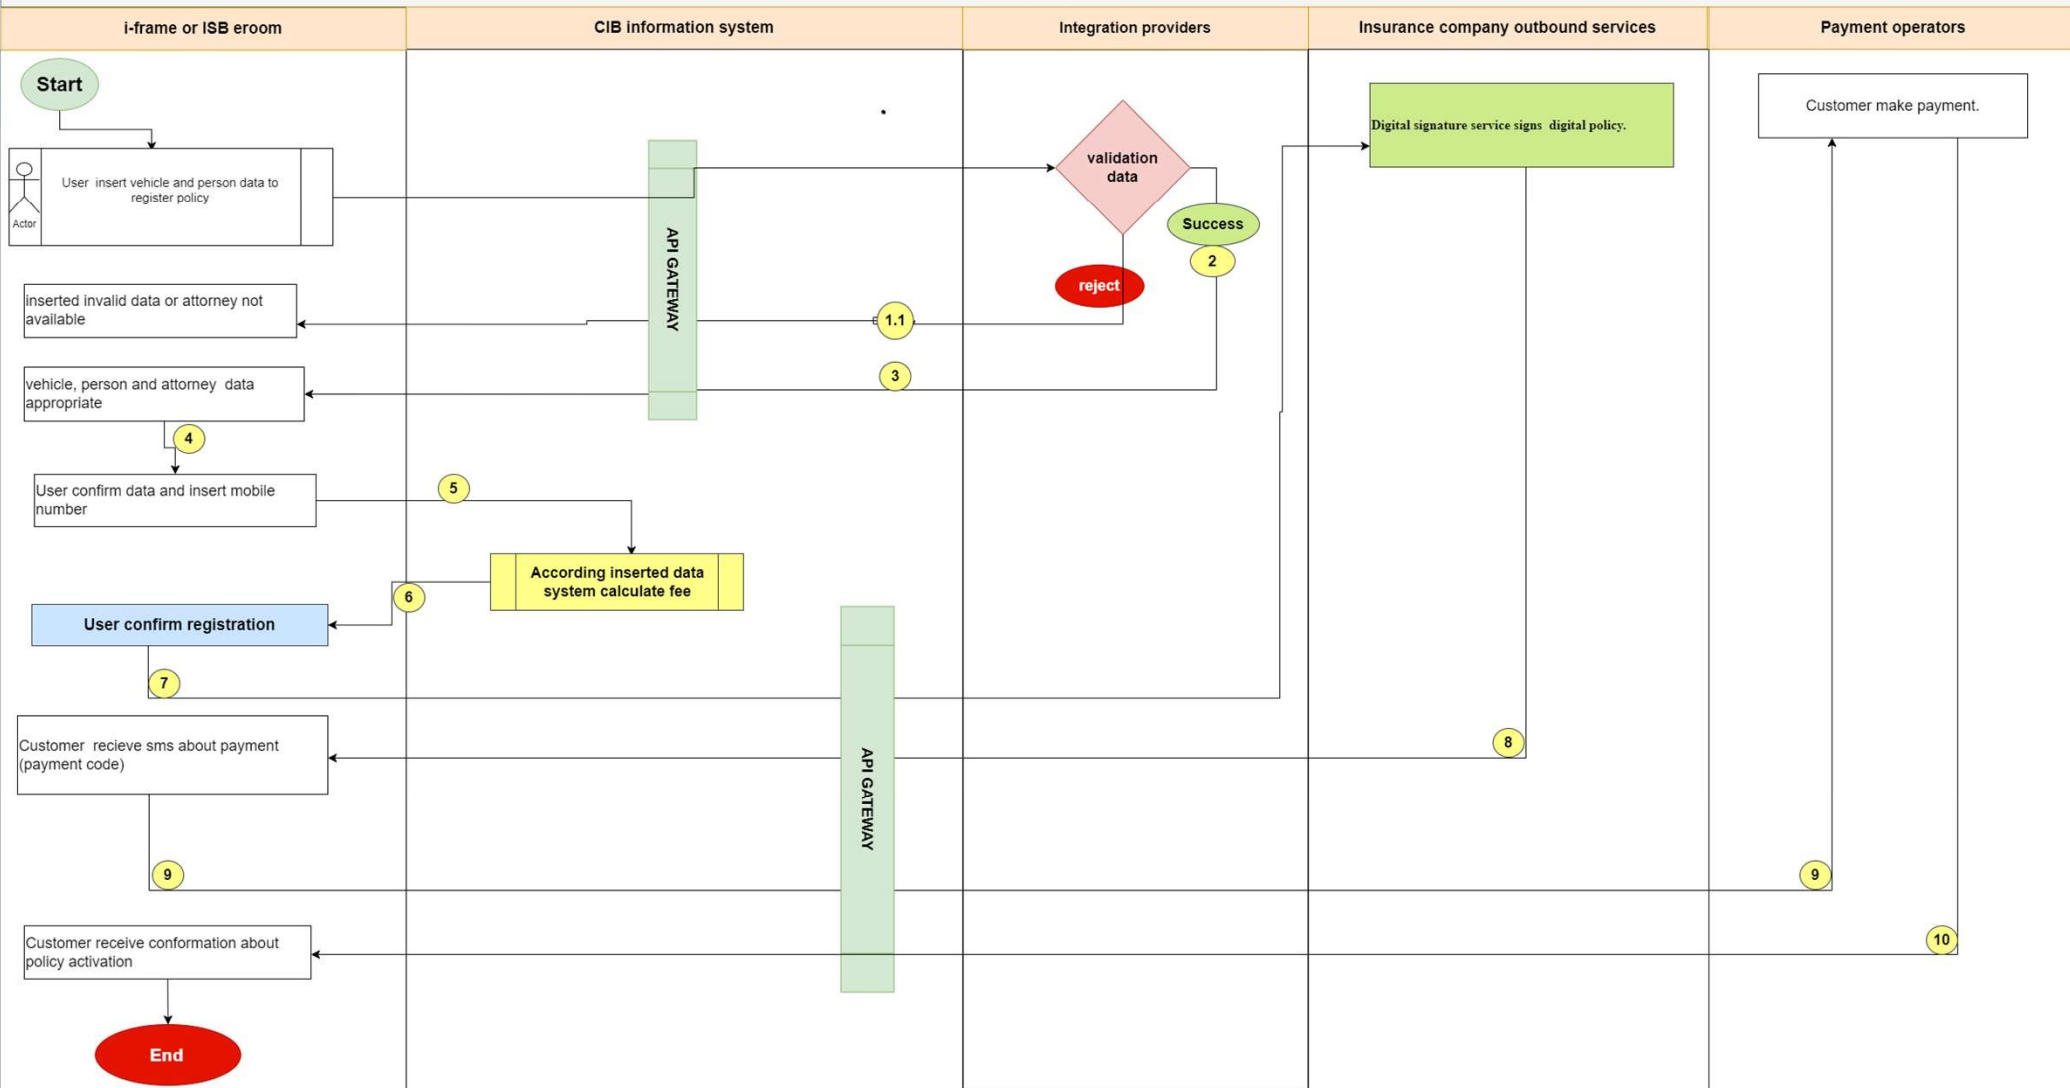 i-frame or ISB eroom
CIB information system
Integration providers
Insurance company outbound services
Payment operators
Start
Customer make payment.
Digital signature service signs  digital policy.
validation
data
User  insert vehicle and person data to
register policy
Actor
Success
2
API GATEWAY
reject
inserted invalid data or attorney not
available
1.1
3
vehicle, person and attorney  data
appropriate
4
User confirm data and insert mobile
number
5
According inserted data
system calculate fee
6
User confirm registration
7
Customer  recieve sms about payment
(payment code)
8
API GATEWAY
9
9
Customer receive conformation about
policy activation
10
End